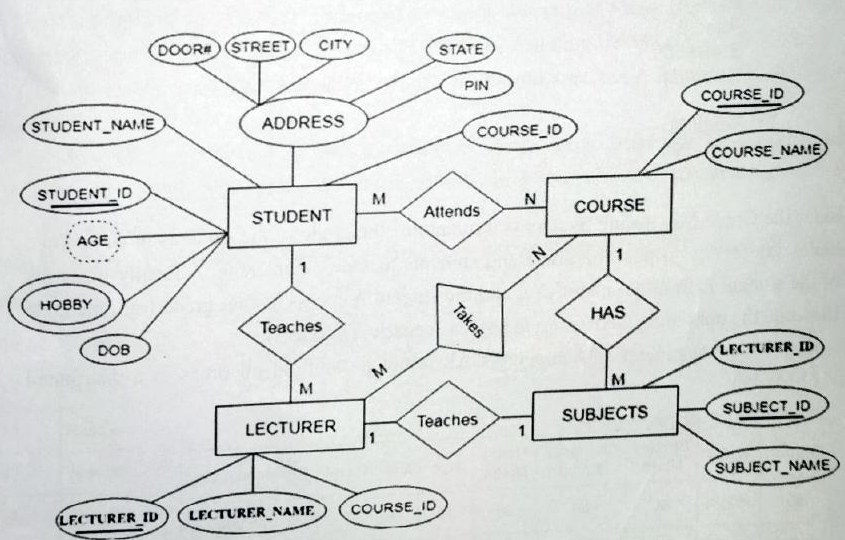 DOOR#
STREET
CITY
STATE
PIN
ADDRESS
STUDENT_NAME
COURSE_ID
COURSE_ID
COURSE_NAME
STUDENT_ID
AGE
HOBBY
DOB
STUDENT
M
Attends
N
COURSE
1
Teaches
M
N
Takes
M
1
HAS
M
LECTURER
1
Teaches
1
SUBJECTS
LECTURER_ID
SUBJECT_ID
SUBJECT_NAME
LECTURER_ID
LECTURER_NAME
COURSE_ID